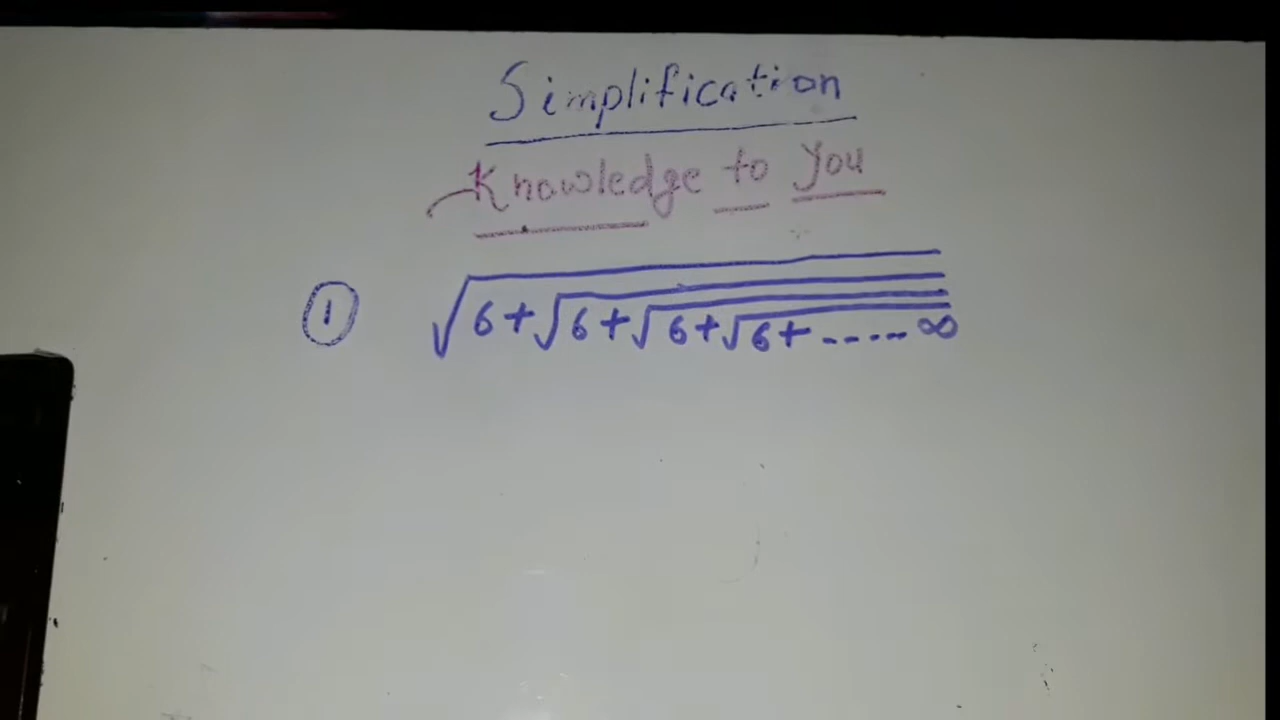 Simplification
Knowledge to you
① √6+√6+√6+√6+.....∞